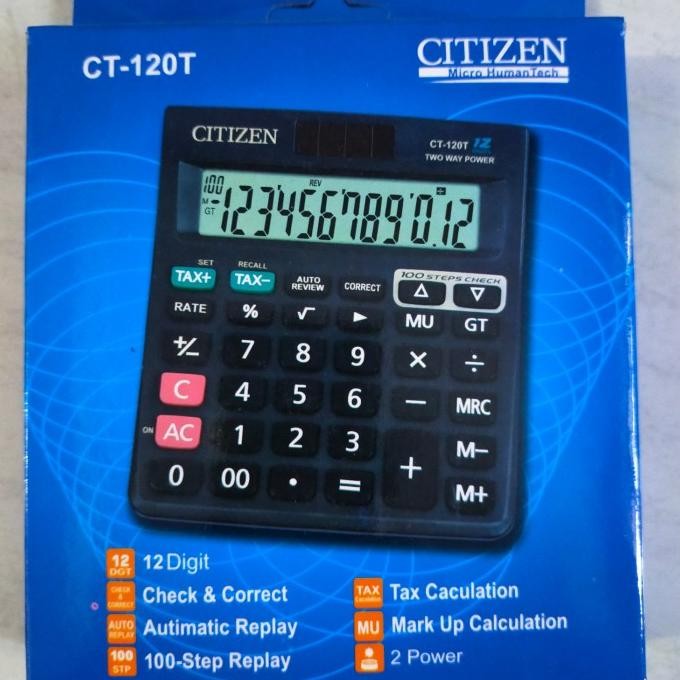 CT-120T
CITIZEN
Micro HumanTech
CITIZEN
CT-120T 12
TWO WAY POWER
100 REV
M- GT 1234567890.12
SET RECALL
TAX+ TAX- AUTO REVIEW CORRECT 100 STEPS CHECK △ ▽
RATE % √ ▶ MU GT
+/- 7 8 9 × ÷
C 4 5 6 − MRC
ON AC 1 2 3 + M−
0 00 . = M+
12 DGT 12 Digit
CHECK & CORRECT Check & Correct
TAX Tax Caculation
AUTO REPLAY Autimatic Replay
MU Mark Up Calculation
100 STP 100-Step Replay
2 Power